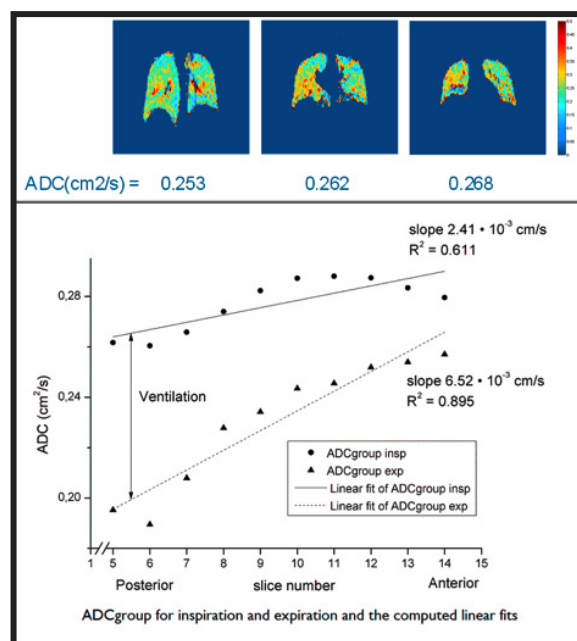 ADC(cm2/s) = 0.253 0.262 0.268
slope 2.41 • 10⁻³ cm/s
R² = 0.611
0,28
Ventilation
slope 6.52 • 10⁻³ cm/s
R² = 0.895
0,24
ADC (cm²/s)
ADCgroup insp
ADCgroup exp
Linear fit of ADCgroup insp
Linear fit of ADCgroup exp
0,20
1 5 6 7 8 9 10 11 12 13 14 15
Posterior slice number Anterior
ADCgroup for inspiration and expiration and the computed linear fits